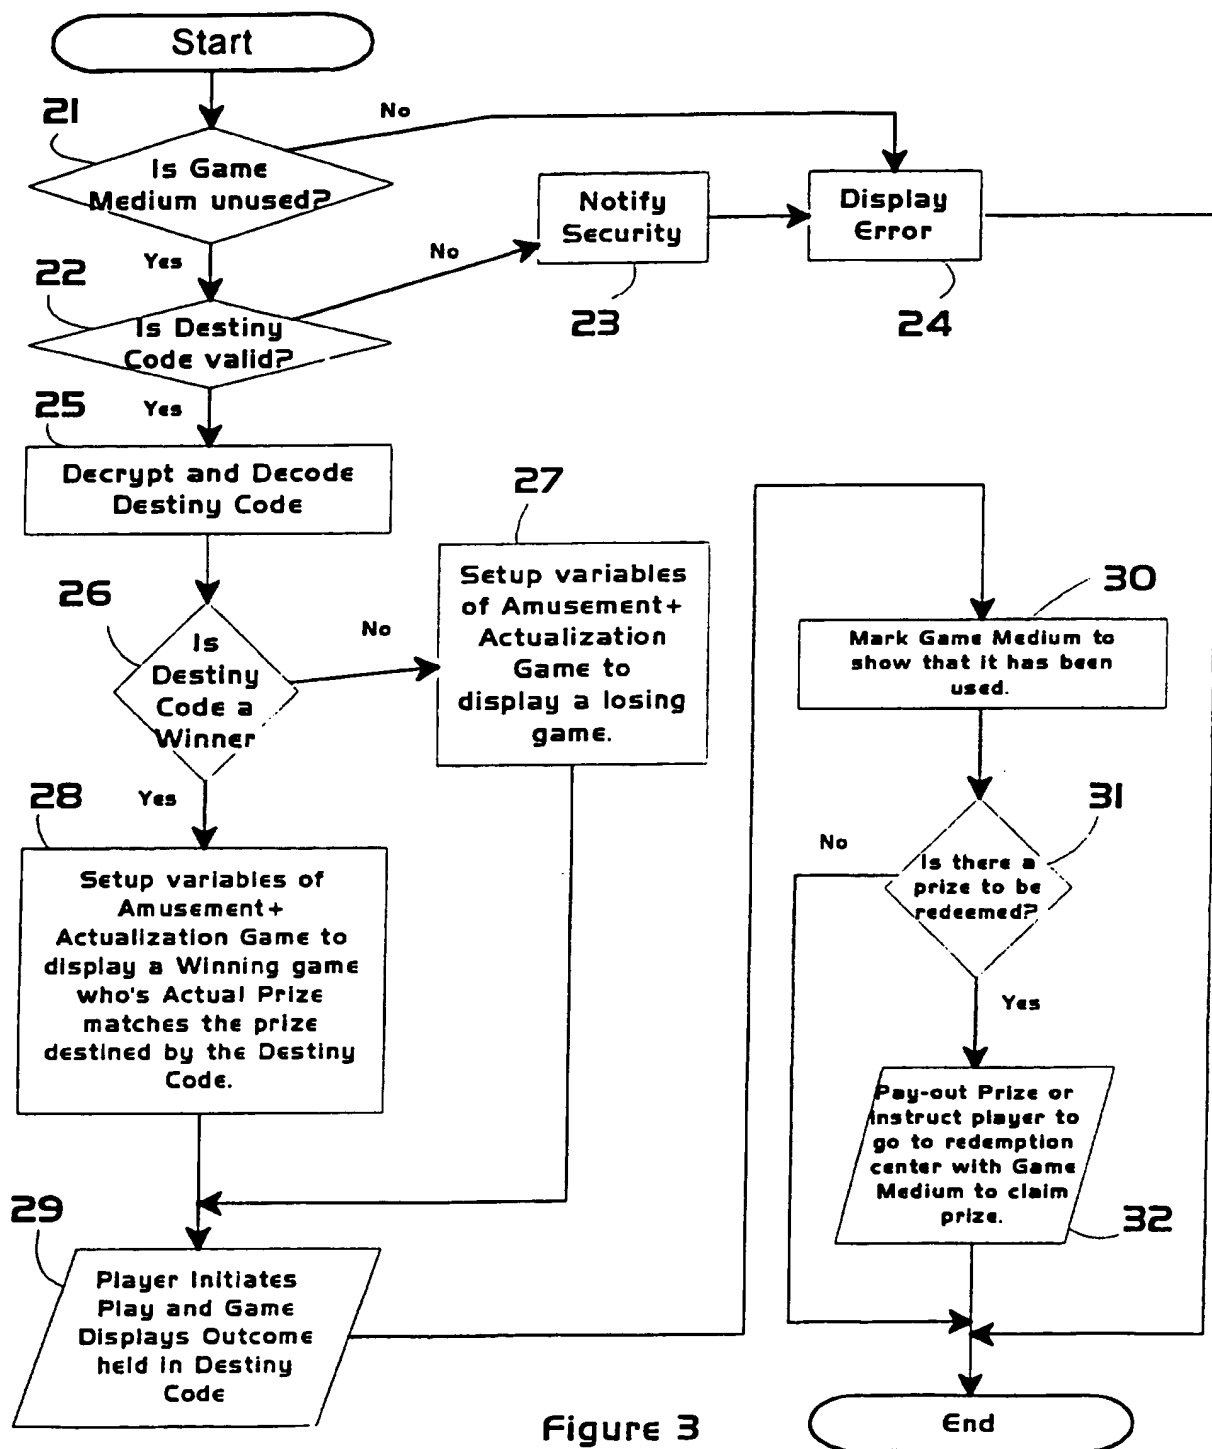 Start
21
No
Is Game
Medium unused?
Notify
Security
Display
Error
Yes
No
22
23
24
Is Destiny
Code valid?
25
Yes
Decrypt and Decode
Destiny Code
27
26
No
Setup variables
of Amusement+
Actualization
Game to
display a losing
game.
30
Is
Destiny
Code a
Winner
Mark Game Medium to
show that it has been
used.
28
Yes
31
No
Setup variables of
Amusement+
Actualization Game to
display a Winning game
who's Actual Prize
matches the prize
destined by the Destiny
Code.
Is there a
prize to be
redeemed?
Yes
Pay-out Prize or
instruct player to
go to redemption
center with Game
Medium to claim
prize.
32
29
Player Initiates
Play and Game
Displays Outcome
held in Destiny
Code
End
Figure 3